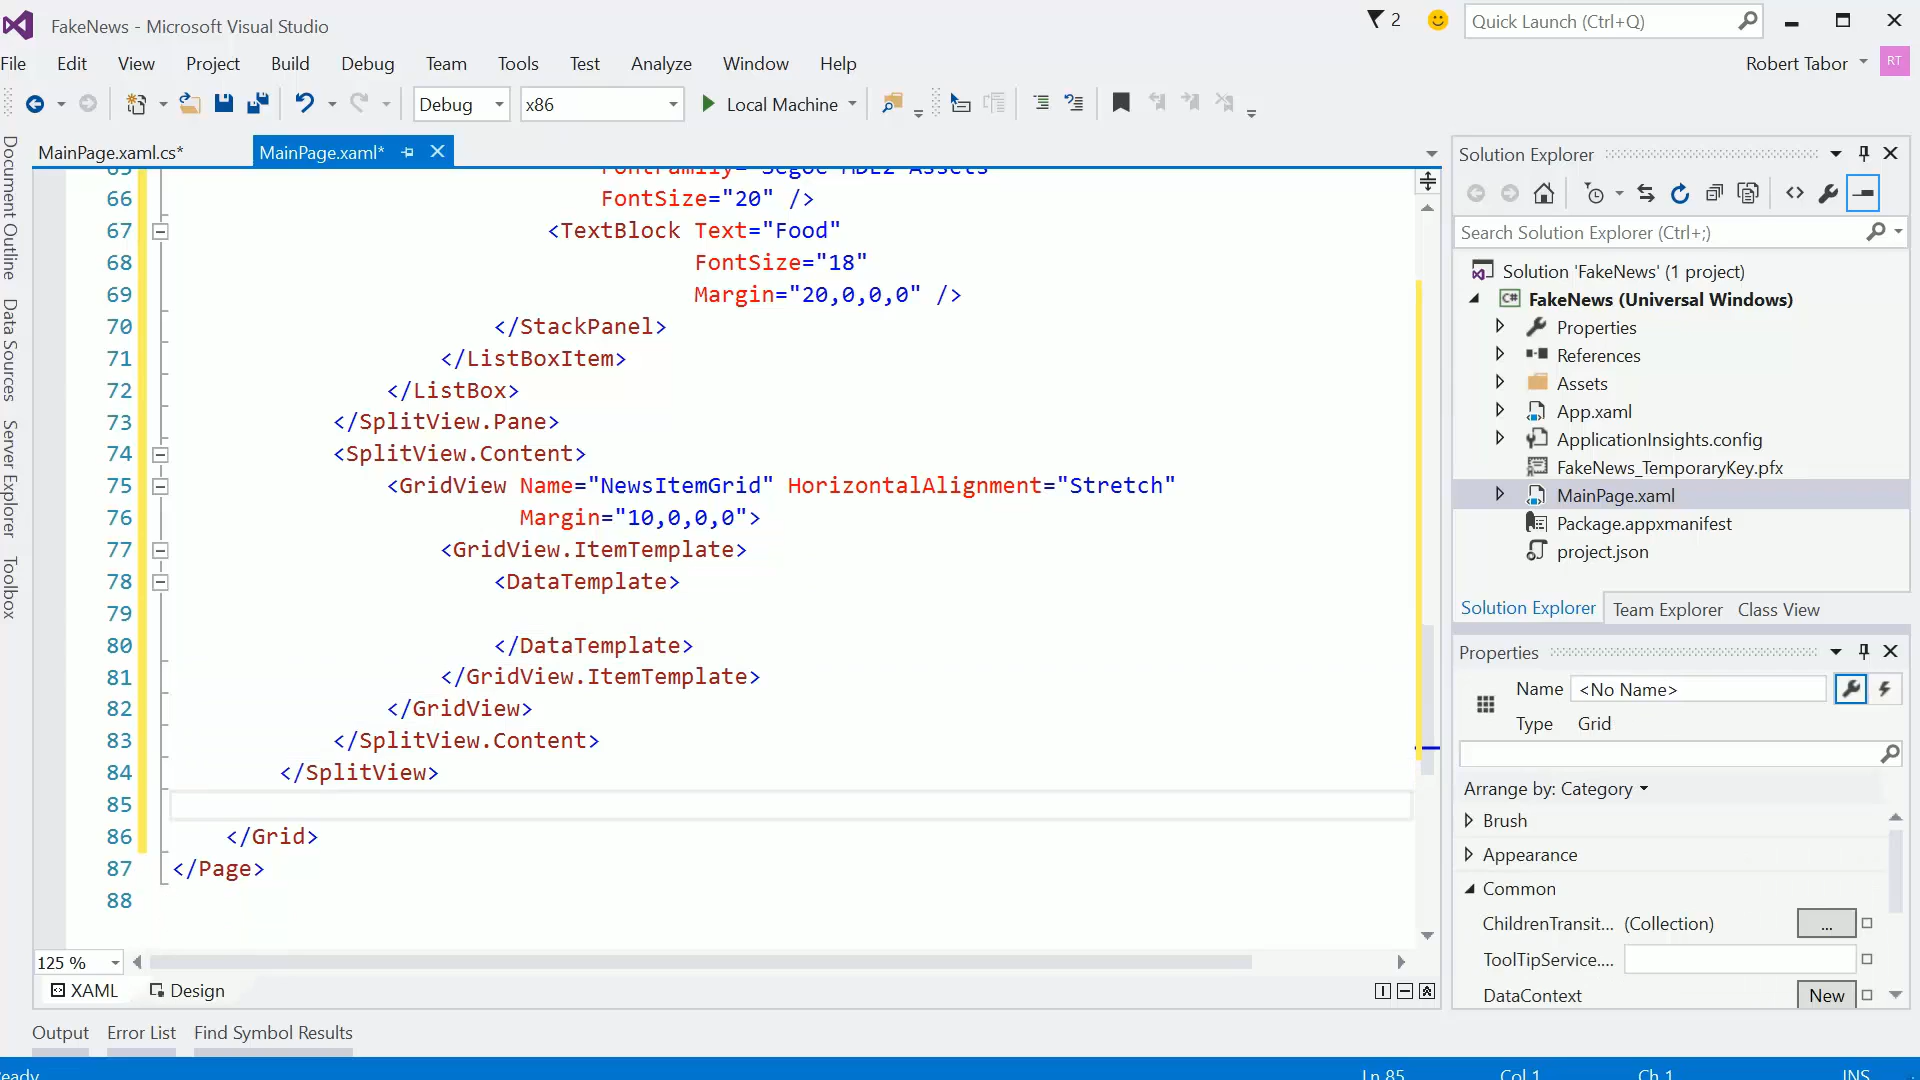 FakeNews - Microsoft Visual Studio
2
Quick Launch (Ctrl+Q)
File Edit View Project Build Debug Team Tools Test Analyze Window Help
Robert Tabor
RT
Debug
x86
Local Machine
Document Outline
Data Sources
Server Explorer
Toolbox
MainPage.xaml.cs*
MainPage.xaml*
66 FontSize="20" />
67 <TextBlock Text="Food"
68 FontSize="18"
69 Margin="20,0,0,0" />
70 </StackPanel>
71 </ListBoxItem>
72 </ListBox>
73 </SplitView.Pane>
74 <SplitView.Content>
75 <GridView Name="NewsItemGrid" HorizontalAlignment="Stretch"
76 Margin="10,0,0,0">
77 <GridView.ItemTemplate>
78 <DataTemplate>
79
80 </DataTemplate>
81 </GridView.ItemTemplate>
82 </GridView>
83 </SplitView.Content>
84 </SplitView>
85
86 </Grid>
87 </Page>
88
125 %
XAML
Design
Output Error List Find Symbol Results
Solution Explorer
Search Solution Explorer (Ctrl+;)
Solution 'FakeNews' (1 project)
C# FakeNews (Universal Windows)
Properties
References
Assets
App.xaml
ApplicationInsights.config
FakeNews_TemporaryKey.pfx
MainPage.xaml
Package.appxmanifest
project.json
Solution Explorer Team Explorer Class View
Properties
Name <No Name>
Type Grid
Arrange by: Category
Brush
Appearance
Common
ChildrenTransit... (Collection) ...
ToolTipService....
DataContext New
Ln 85 Col 1 Ch 1 INS